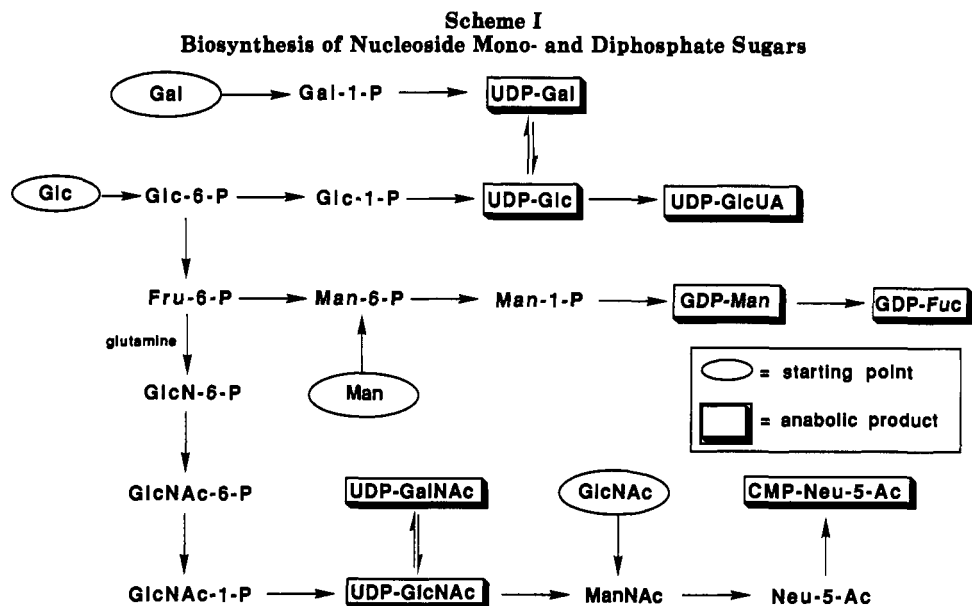 Scheme I
Biosynthesis of Nucleoside Mono- and Diphosphate Sugars
Gal Gal-1-P UDP-Gal
Glc Glc-6-P Glc-1-P UDP-Glc UDP-GlcUA
Fru-6-P Man-6-P Man-1-P GDP-Man GDP-Fuc
glutamine
= starting point
GlcN-6-P Man
= anabolic product
GlcNAc-6-P UDP-GalNAc GlcNAc CMP-Neu-5-Ac
GlcNAc-1-P UDP-GlcNAc ManNAc Neu-5-Ac